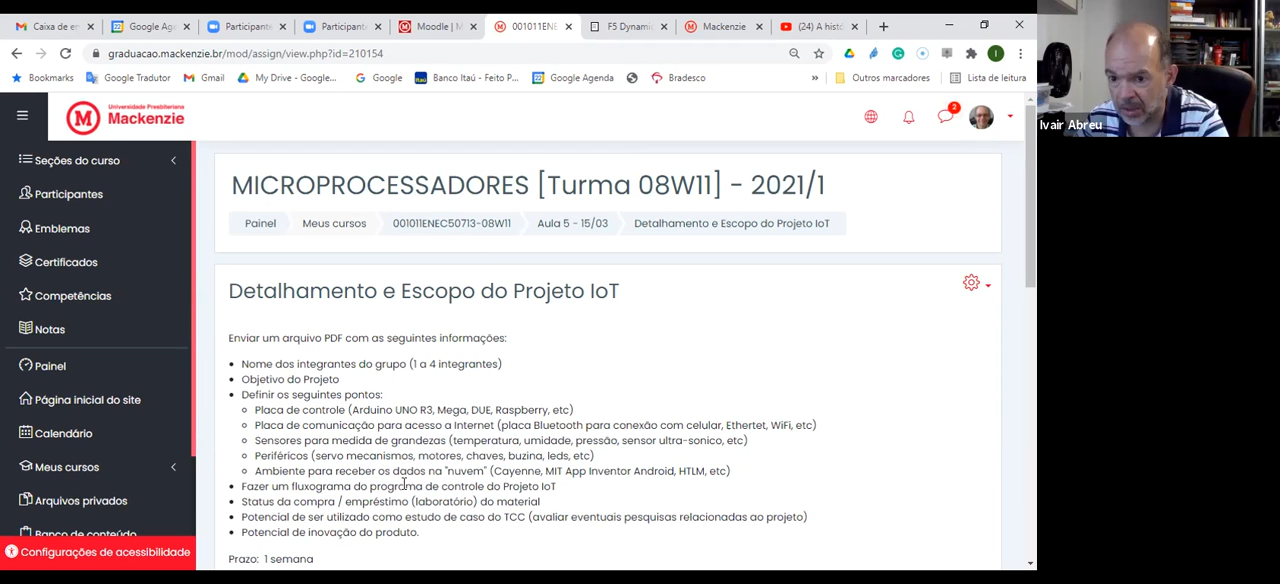 Caixa de en
Google Age
Participante
Participant
Moodle | M
001011ENE
F5 Dynami
Mackenzie
(24) A histó
graduacao.mackenzie.br/mod/assign/view.php?id=210154
Bookmarks
Google Tradutor
Gmail
My Drive - Google...
Google
Banco Itaú - Feito P...
Google Agenda
Bradesco
»
Outros marcadores
Lista de leitura
Universidade Presbiteriana
Mackenzie
2
Ivair Abreu
Seções do curso
Participantes
Emblemas
Certificados
Competências
Notas
Painel
Página inicial do site
Calendário
Meus cursos
Arquivos privados
Banco de conteúdo
Configurações de acessibilidade
MICROPROCESSADORES [Turma 08W11] - 2021/1
Painel Meus cursos 001011ENEC50713-08W11 Aula 5 - 15/03 Detalhamento e Escopo do Projeto IoT
Detalhamento e Escopo do Projeto IoT
Enviar um arquivo PDF com as seguintes informações:
Nome dos integrantes do grupo (1 a 4 integrantes)
Objetivo do Projeto
Definir os seguintes pontos:
Placa de controle (Arduino UNO R3, Mega, DUE, Raspberry, etc)
Placa de comunicação para acesso a Internet (placa Bluetooth para conexão com celular, Ethertet, WiFi, etc)
Sensores para medida de grandezas (temperatura, umidade, pressão, sensor ultra-sonico, etc)
Periféricos (servo mecanismos, motores, chaves, buzina, leds, etc)
Ambiente para receber os dados na "nuvem" (Cayenne, MIT App Inventor Android, HTLM, etc)
Fazer um fluxograma do programa de controle do Projeto IoT
Status da compra / empréstimo (laboratório) do material
Potencial de ser utilizado como estudo de caso do TCC (avaliar eventuais pesquisas relacionadas ao projeto)
Potencial de inovação do produto.
Prazo: 1 semana